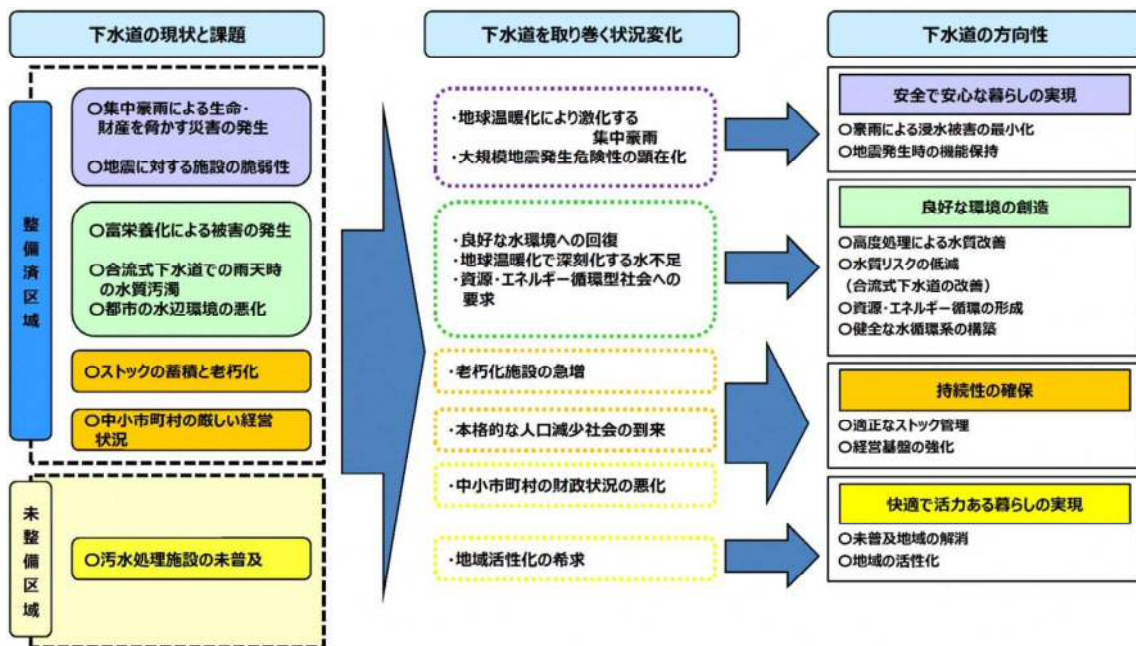 下水道の現状と課題
整備済区域
〇集中豪雨による生命・
財産を脅かす災害の発生
〇地震に対する施設の脆弱性
〇富栄養化による被害の発生
〇合流式下水道での雨天時
の水質汚濁
〇都市の水辺環境の悪化
〇ストックの蓄積と老朽化
〇中小市町村の厳しい経営
状況
未整備区域
〇汚水処理施設の未普及
下水道を取り巻く状況変化
・地球温暖化により激化する
集中豪雨
・大規模地震発生危険性の顕在化
・良好な水環境への回復
・地球温暖化で深刻化する水不足
・資源・エネルギー循環型社会への
要求
・老朽化施設の急増
・本格的な人口減少社会の到来
・中小市町村の財政状況の悪化
・地域活性化の希求
下水道の方向性
安全で安心な暮らしの実現
〇豪雨による浸水被害の最小化
〇地震発生時の機能保持
良好な環境の創造
〇高度処理による水質改善
〇水質リスクの低減
（合流式下水道の改善）
〇資源・エネルギー循環の形成
〇健全な水循環系の構築
持続性の確保
〇適正なストック管理
〇経営基盤の強化
快適で活力ある暮らしの実現
〇未普及地域の解消
〇地域の活性化